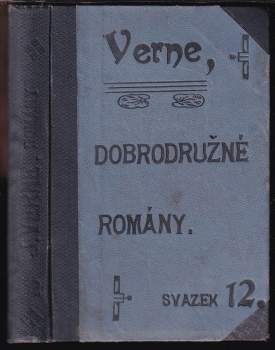 Verne,
DOBRODRUŽNÉ
ROMÁNY.
SVAZEK 12.